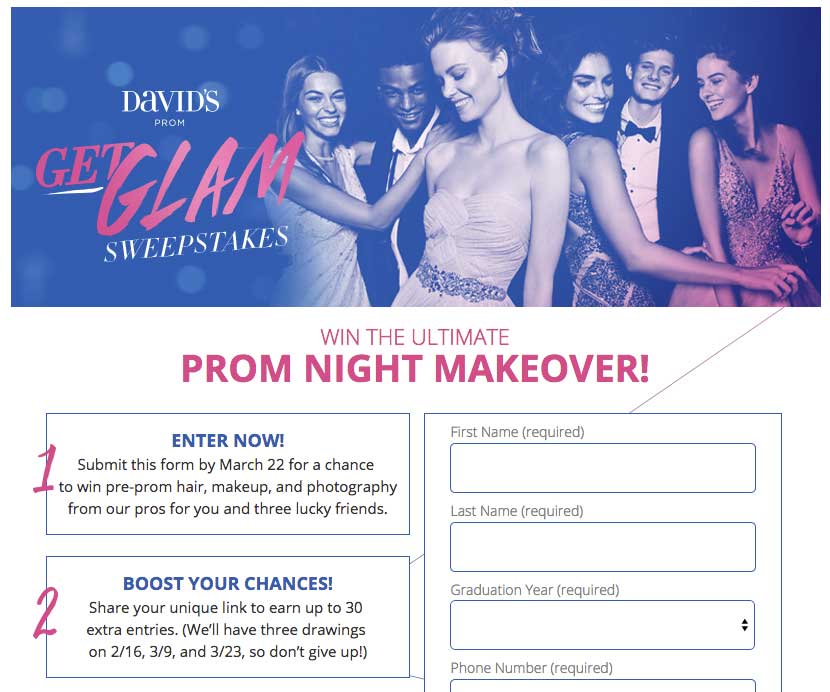 DaVID'S
PROM
GET GLAM
SWEEPSTAKES
WIN THE ULTIMATE
PROM NIGHT MAKEOVER!
1
ENTER NOW!
Submit this form by March 22 for a chance
to win pre-prom hair, makeup, and photography
from our pros for you and three lucky friends.
2
BOOST YOUR CHANCES!
Share your unique link to earn up to 30
extra entries. (We’ll have three drawings
on 2/16, 3/9, and 3/23, so don’t give up!)
First Name (required)
Last Name (required)
Graduation Year (required)
Phone Number (required)